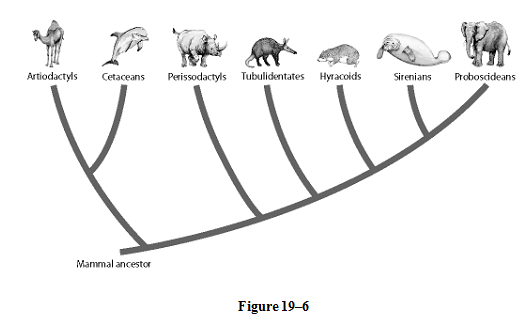 Artiodactyls Cetaceans Perissodactyls Tubulidentates Hyracoids Sirenians Proboscideans
Mammal ancestor
Figure 19–6